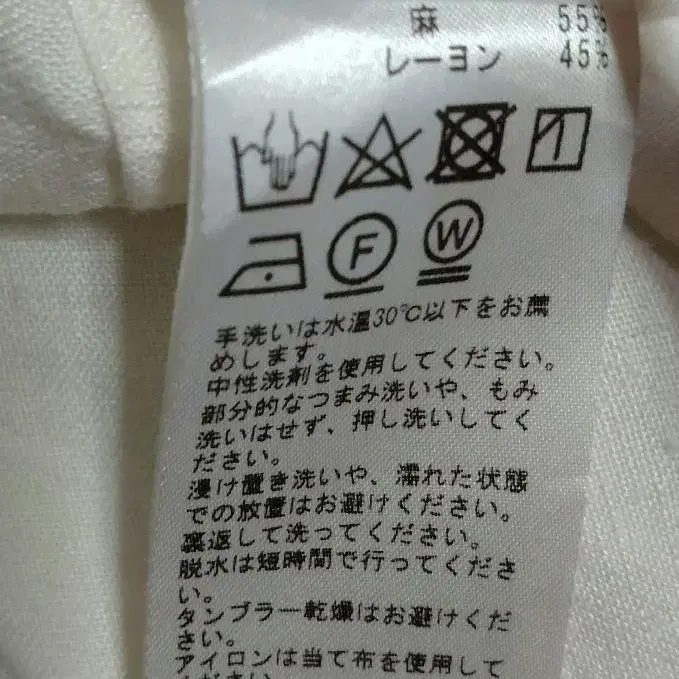 麻 55%
レーヨン 45%
F W
手洗いは水温30℃以下をお薦
めします。
中性洗剤を使用してください。
部分的なつまみ洗いや、もみ
洗いはせず、押し洗いしてく
ださい。
浸け置き洗いや、濡れた状態
での放置はお避けください。
裏返して洗ってください。
脱水は短時間で行ってくださ
い。
タンブラー乾燥はお避けくだ
さい。
アイロンは当て布を使用して
ください